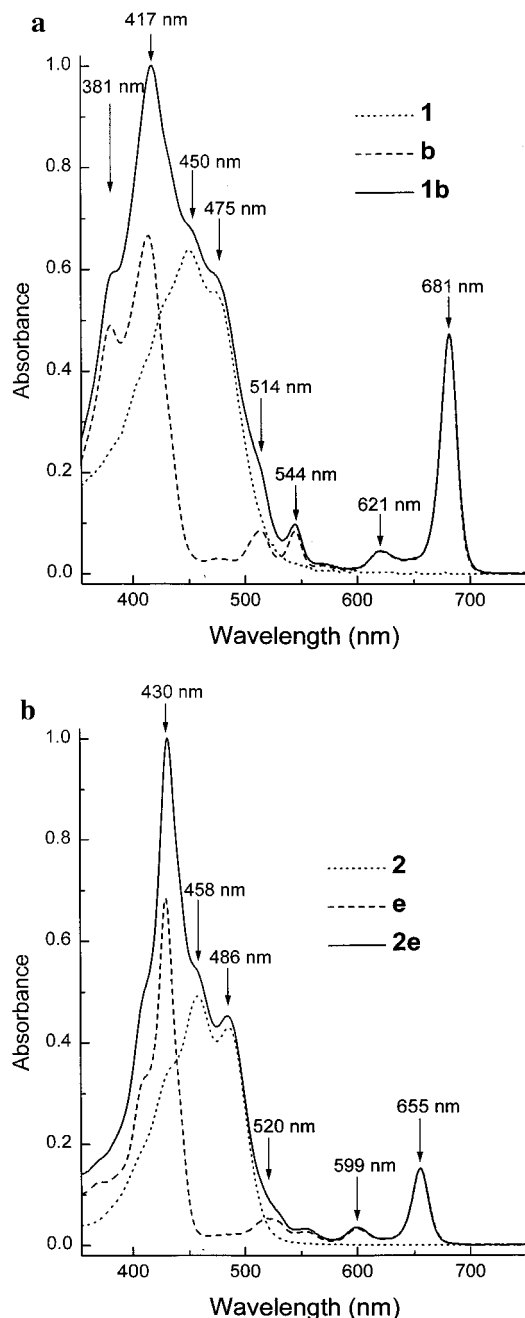 a
417 nm
381 nm
450 nm
475 nm
514 nm
544 nm
621 nm
681 nm
1
b
1b
Absorbance
1.0
0.8
0.6
0.4
0.2
0.0
400 500 600 700
Wavelength (nm)
b
430 nm
458 nm
486 nm
520 nm
599 nm
655 nm
2
e
2e
Absorbance
1.0
0.8
0.6
0.4
0.2
0.0
400 500 600 700
Wavelength (nm)